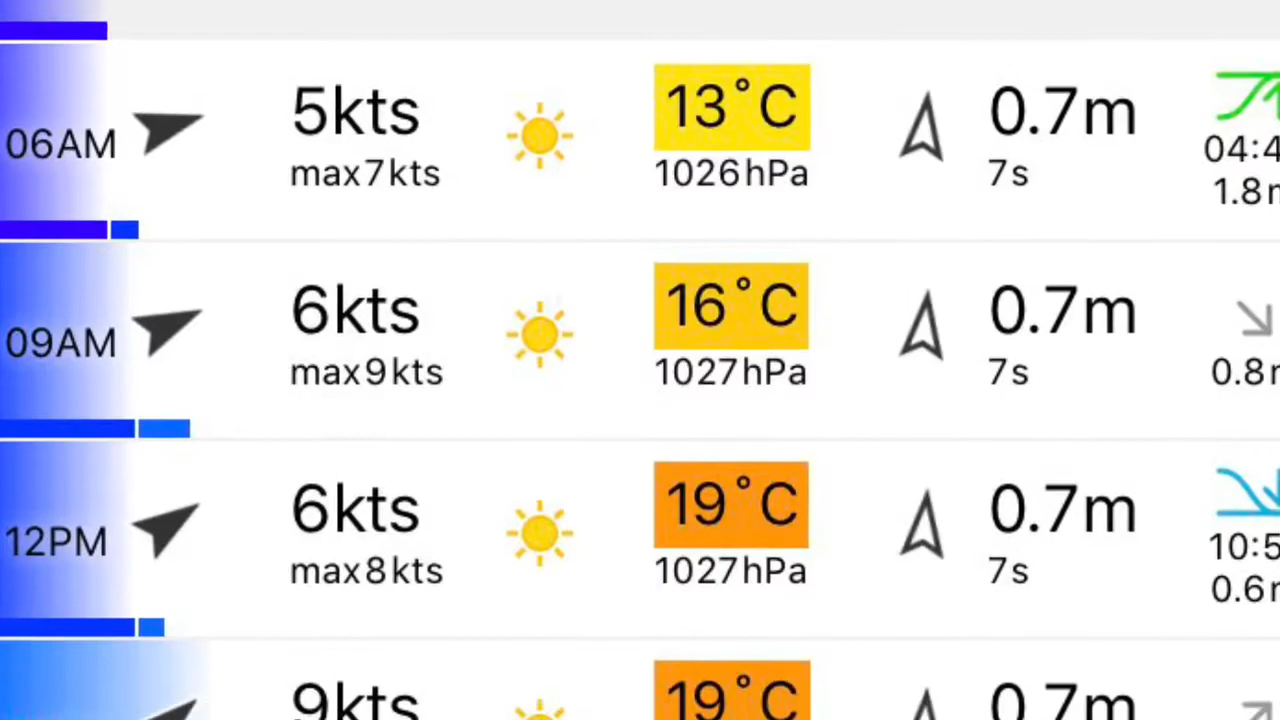 06AM 5kts 13°C 0.7m
max7kts 1026hPa 7s
09AM 6kts 16°C 0.7m
max9kts 1027hPa 7s
12PM 6kts 19°C 0.7m
max8kts 1027hPa 7s
9kts 19°C 0.7m